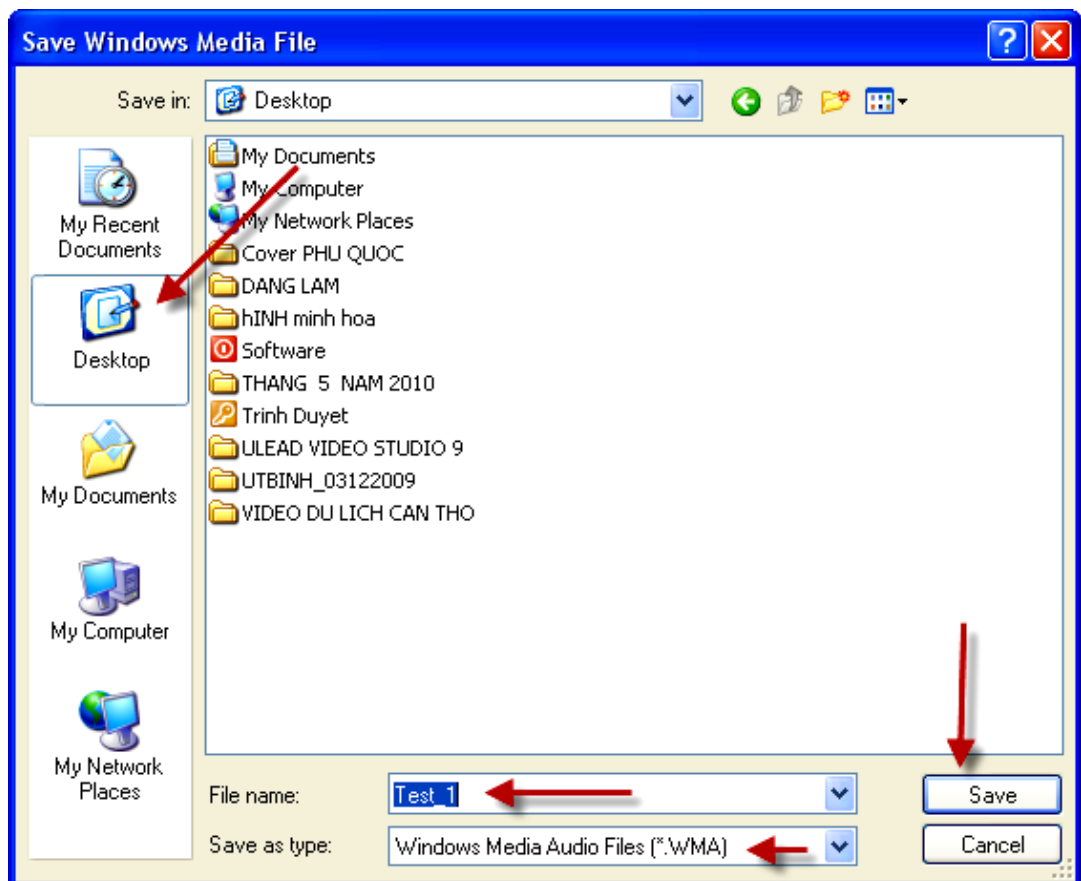 Save Windows Media File
Save in:
Desktop
My Recent
Documents
Desktop
My Documents
My Computer
My Network
Places
My Documents
My Computer
My Network Places
Cover PHU QUOC
DANG LAM
hINH minh hoa
Software
THANG 5 NAM 2010
Trinh Duyet
ULEAD VIDEO STUDIO 9
UTBINH_03122009
VIDEO DU LICH CAN THO
File name:
Test_1
Save
Save as type:
Windows Media Audio Files (*.WMA)
Cancel